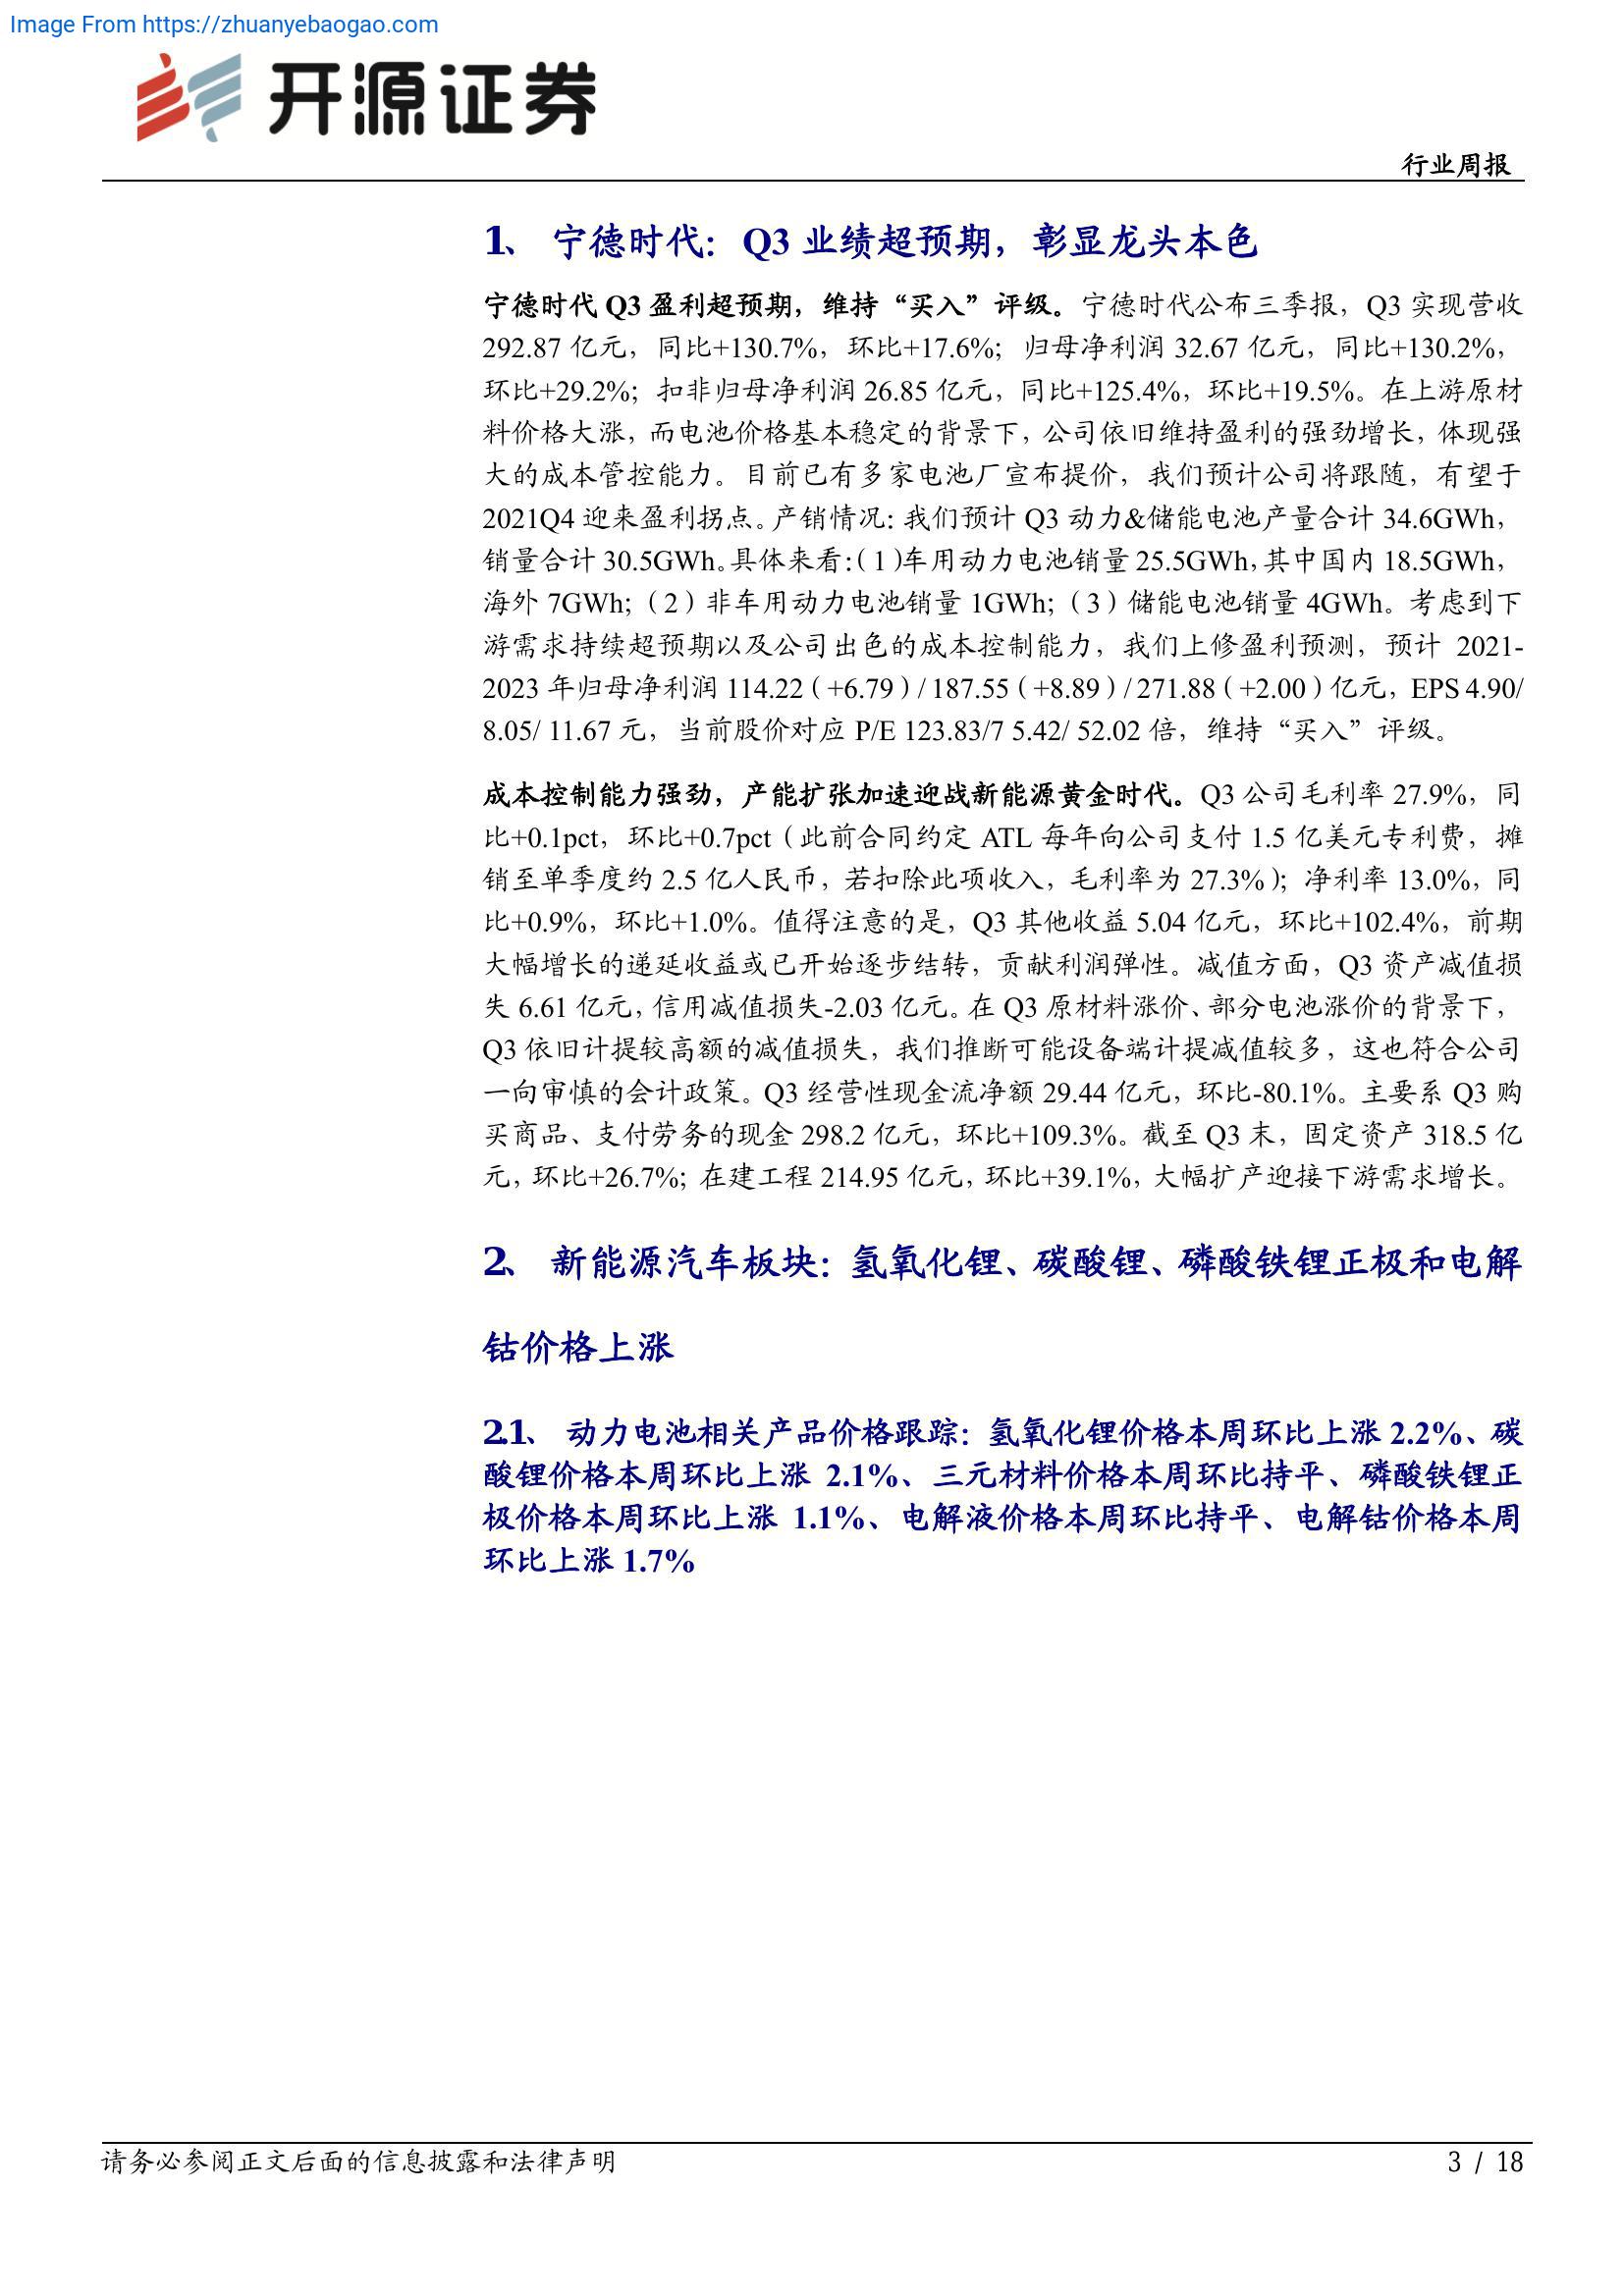 Image From https://zhuanyebaogao.com
开源证券
行业周报
1、 宁德时代：Q3 业绩超预期，彰显龙头本色
宁德时代 Q3 盈利超预期，维持“买入”评级。宁德时代公布三季报，Q3 实现营收
292.87 亿元，同比+130.7%，环比+17.6%；归母净利润 32.67 亿元，同比+130.2%，
环比+29.2%；扣非归母净利润 26.85 亿元，同比+125.4%，环比+19.5%。在上游原材
料价格大涨，而电池价格基本稳定的背景下，公司依旧维持盈利的强劲增长，体现强
大的成本管控能力。目前已有多家电池厂宣布提价，我们预计公司将跟随，有望于
2021Q4 迎来盈利拐点。产销情况：我们预计 Q3 动力&储能电池产量合计 34.6GWh，
销量合计 30.5GWh。具体来看：（1）车用动力电池销量 25.5GWh，其中国内 18.5GWh，
海外 7GWh；（2）非车用动力电池销量 1GWh；（3）储能电池销量 4GWh。考虑到下
游需求持续超预期以及公司出色的成本控制能力，我们上修盈利预测，预计 2021-
2023 年归母净利润 114.22（+6.79）/ 187.55（+8.89）/ 271.88（+2.00）亿元，EPS 4.90/
8.05/ 11.67 元，当前股价对应 P/E 123.83/7 5.42/ 52.02 倍，维持“买入”评级。
成本控制能力强劲，产能扩张加速迎战新能源黄金时代。Q3 公司毛利率 27.9%，同
比+0.1pct，环比+0.7pct（此前合同约定 ATL 每年向公司支付 1.5 亿美元专利费，摊
销至单季度约 2.5 亿人民币，若扣除此项收入，毛利率为 27.3%）；净利率 13.0%，同
比+0.9%，环比+1.0%。值得注意的是，Q3 其他收益 5.04 亿元，环比+102.4%，前期
大幅增长的递延收益或已开始逐步结转，贡献利润弹性。减值方面，Q3 资产减值损
失 6.61 亿元，信用减值损失-2.03 亿元。在 Q3 原材料涨价、部分电池涨价的背景下，
Q3 依旧计提较高额的减值损失，我们推断可能设备端计提减值较多，这也符合公司
一向审慎的会计政策。Q3 经营性现金流净额 29.44 亿元，环比-80.1%。主要系 Q3 购
买商品、支付劳务的现金 298.2 亿元，环比+109.3%。截至 Q3 末，固定资产 318.5 亿
元，环比+26.7%；在建工程 214.95 亿元，环比+39.1%，大幅扩产迎接下游需求增长。
2、 新能源汽车板块：氢氧化锂、碳酸锂、磷酸铁锂正极和电解
钴价格上涨
2.1、 动力电池相关产品价格跟踪：氢氧化锂价格本周环比上涨 2.2%、碳
酸锂价格本周环比上涨 2.1%、三元材料价格本周环比持平、磷酸铁锂正
极价格本周环比上涨 1.1%、电解液价格本周环比持平、电解钴价格本周
环比上涨 1.7%
请务必参阅正文后面的信息披露和法律声明
3 / 18